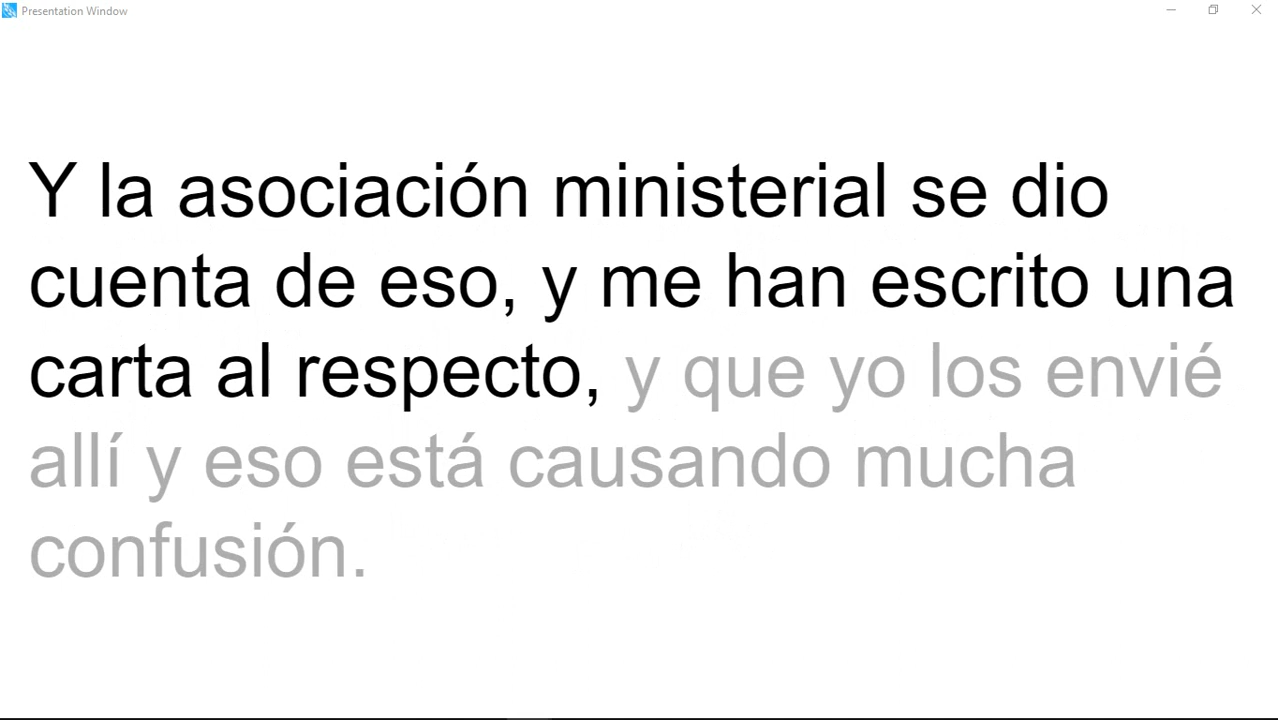 Presentation Window
Y la asociación ministerial se dio
cuenta de eso, y me han escrito una
carta al respecto, y que yo los envié
allí y eso está causando mucha
confusión.